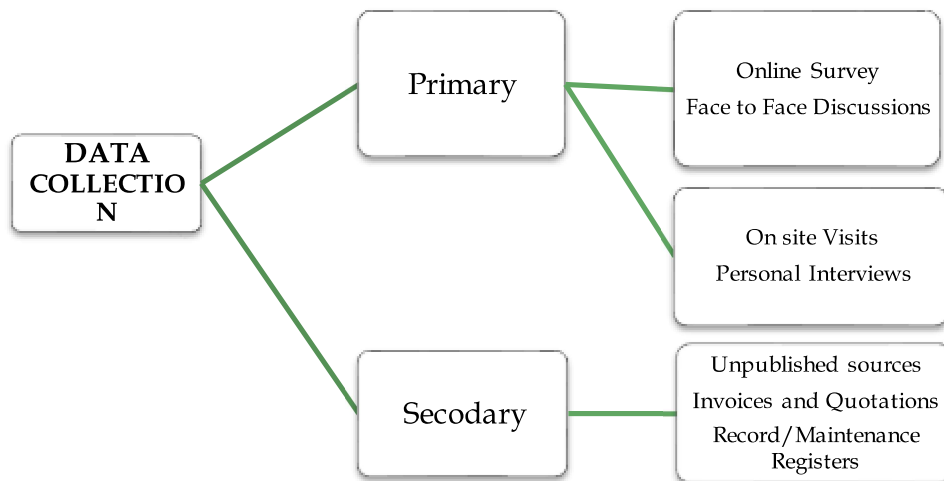 DATA
COLLECTIO
N
Primary
Online Survey
Face to Face Discussions
On site Visits
Personal Interviews
Secodary
Unpublished sources
Invoices and Quotations
Record/Maintenance
Registers